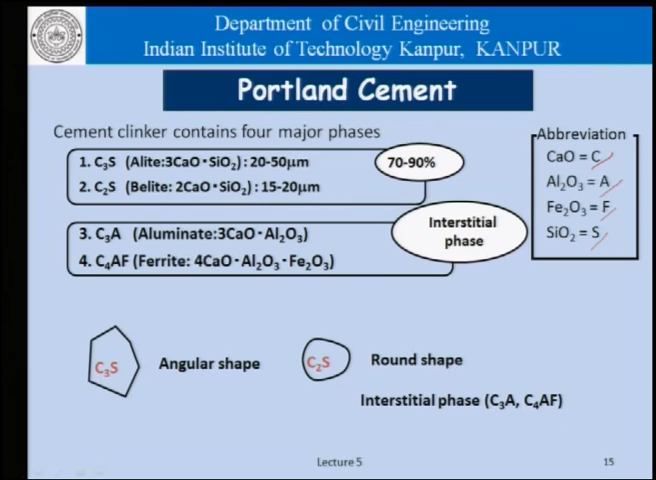 Department of Civil Engineering
Indian Institute of Technology Kanpur, KANPUR
Portland Cement
Cement clinker contains four major phases
1. C₃S (Alite:3CaO·SiO₂) : 20-50μm
2. C₂S (Belite: 2CaO·SiO₂) : 15-20μm
70-90%
3. C₃A (Aluminate:3CaO·Al₂O₃)
4. C₄AF (Ferrite: 4CaO·Al₂O₃·Fe₂O₃)
Interstitial
phase
Abbreviation
CaO = C
Al₂O₃ = A
Fe₂O₃ = F
SiO₂ = S
C₃S
Angular shape
C₂S
Round shape
Interstitial phase (C₃A, C₄AF)
Lecture 5
15